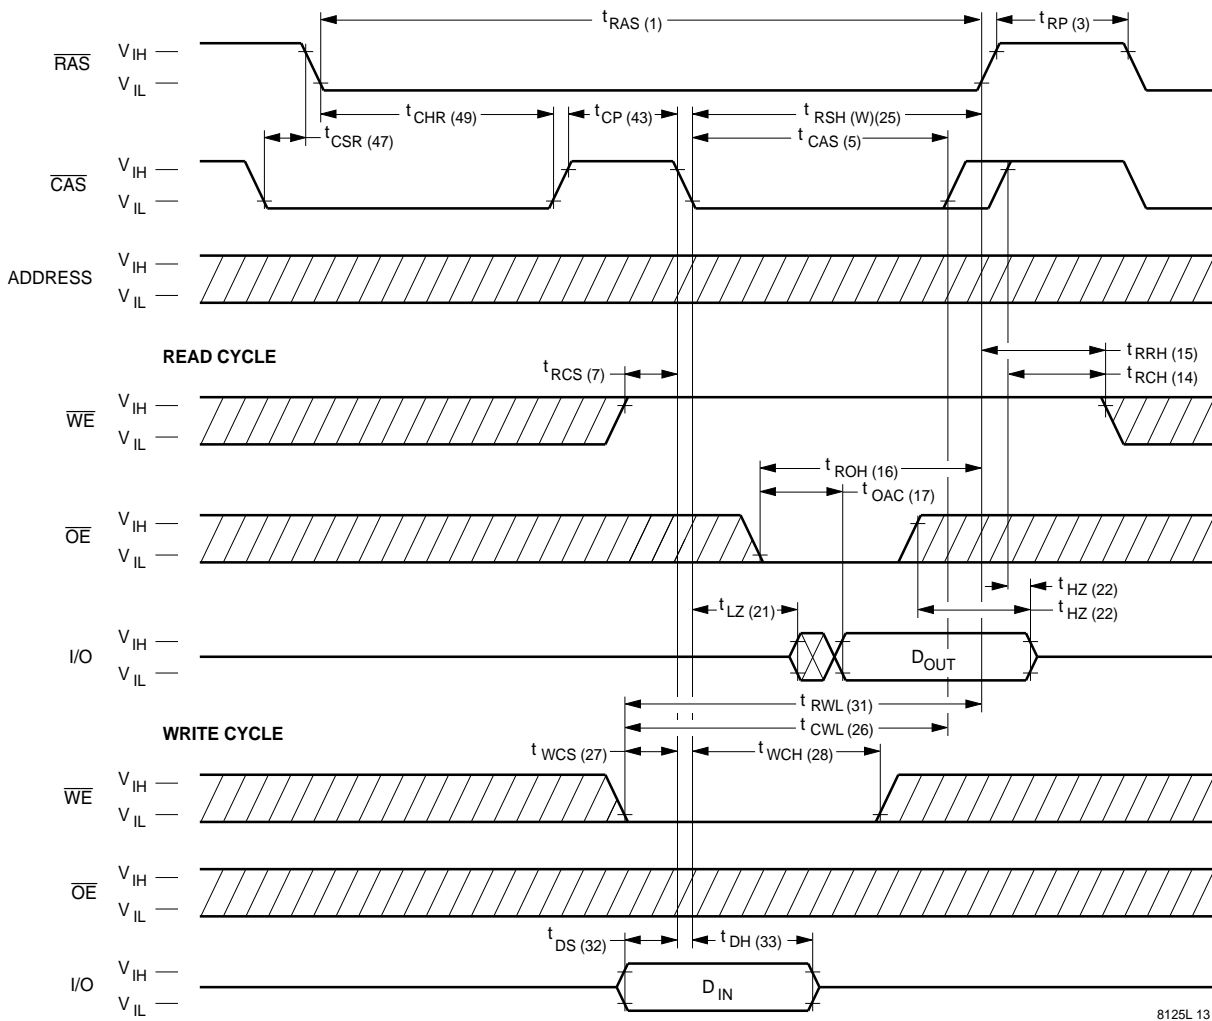 t RAS (1)
t RP (3)
RAS
V IH
V IL
t CHR (49)
t CP (43)
t RSH (W)(25)
t CSR (47)
t CAS (5)
CAS
V IH
V IL
ADDRESS
V IH
V IL
READ CYCLE
t RRH (15)
t RCS (7)
t RCH (14)
WE
V IH
V IL
t ROH (16)
t OAC (17)
OE
V IH
V IL
t HZ (22)
t LZ (21)
t HZ (22)
I/O
V IH
V IL
D OUT
t RWL (31)
t CWL (26)
WRITE CYCLE
t WCS (27)
t WCH (28)
WE
V IH
V IL
OE
V IH
V IL
t DS (32)
t DH (33)
I/O
V IH
V IL
D IN
8125L 13